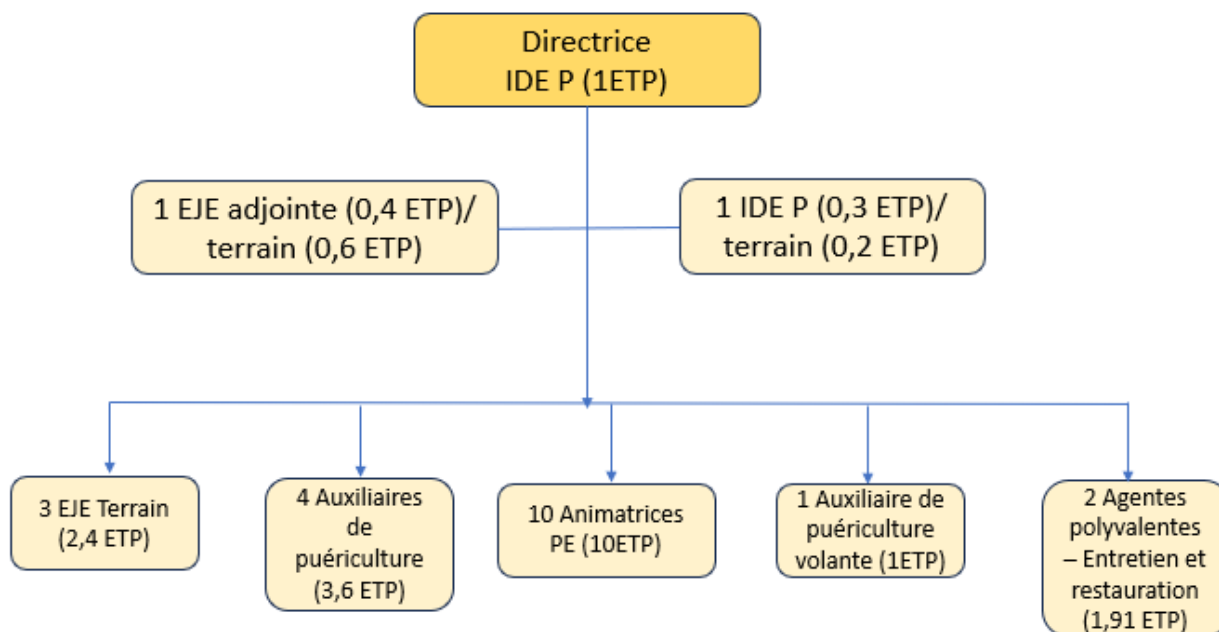 Directrice
IDE P (1ETP)
1 EJE adjointe (0,4 ETP)/
terrain (0,6 ETP)
1 IDE P (0,3 ETP)/
terrain (0,2 ETP)
3 EJE Terrain
(2,4 ETP)
4 Auxiliaires
de
puériculture
(3,6 ETP)
10 Animatrices
PE (10ETP)
1 Auxiliaire de
puériculture
volante (1ETP)
2 Agentes
polyvalentes
– Entretien et
restauration
(1,91 ETP)